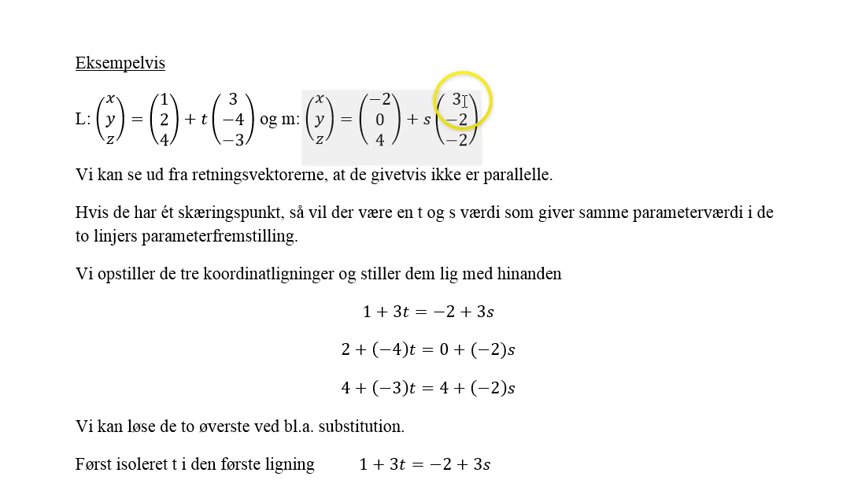 Eksempelvis
L: (x y z) = (1 2 4) + t (3 −4 −3) og m: (x y z) = (−2 0 4) + s (3 −2 −2)
Vi kan se ud fra retningsvektorerne, at de givetvis ikke er parallelle.
Hvis de har ét skæringspunkt, så vil der være en t og s værdi som giver samme parameterværdi i de
to linjers parameterfremstilling.
Vi opstiller de tre koordinatligninger og stiller dem lig med hinanden
1 + 3t = −2 + 3s
2 + (−4)t = 0 + (−2)s
4 + (−3)t = 4 + (−2)s
Vi kan løse de to øverste ved bl.a. substitution.
Først isoleret t i den første ligning 1 + 3t = −2 + 3s